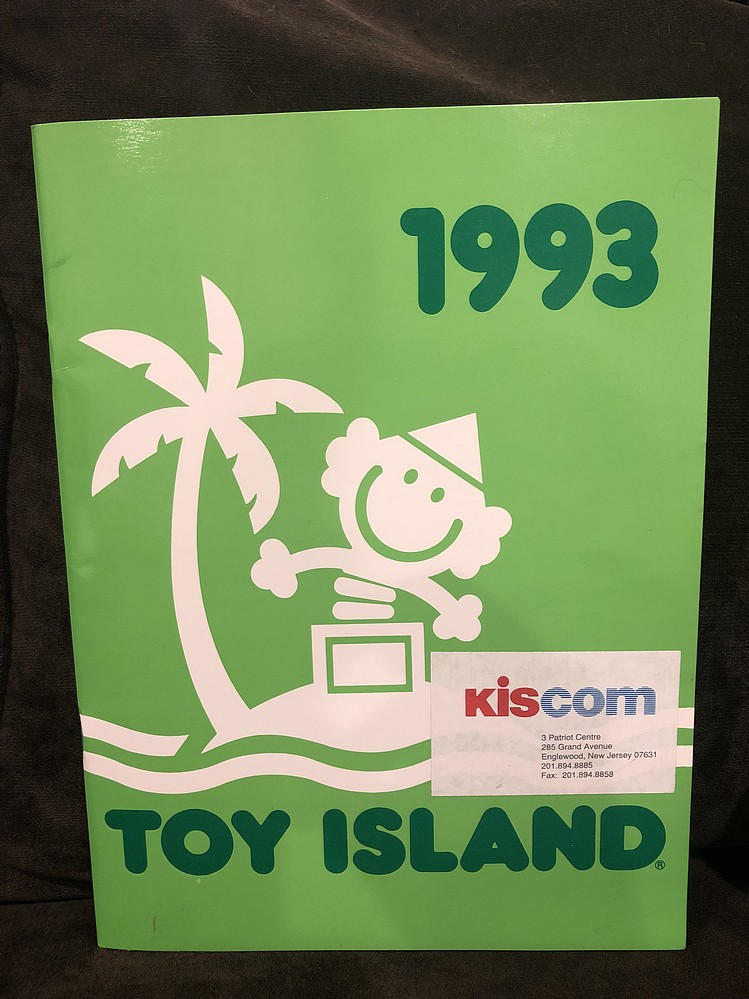 1993
KISCOM
3 Patriot Centre
285 Grand Avenue
Englewood, New Jersey 07631
201.894.8885
Fax: 201.894.8858
TOY ISLAND®